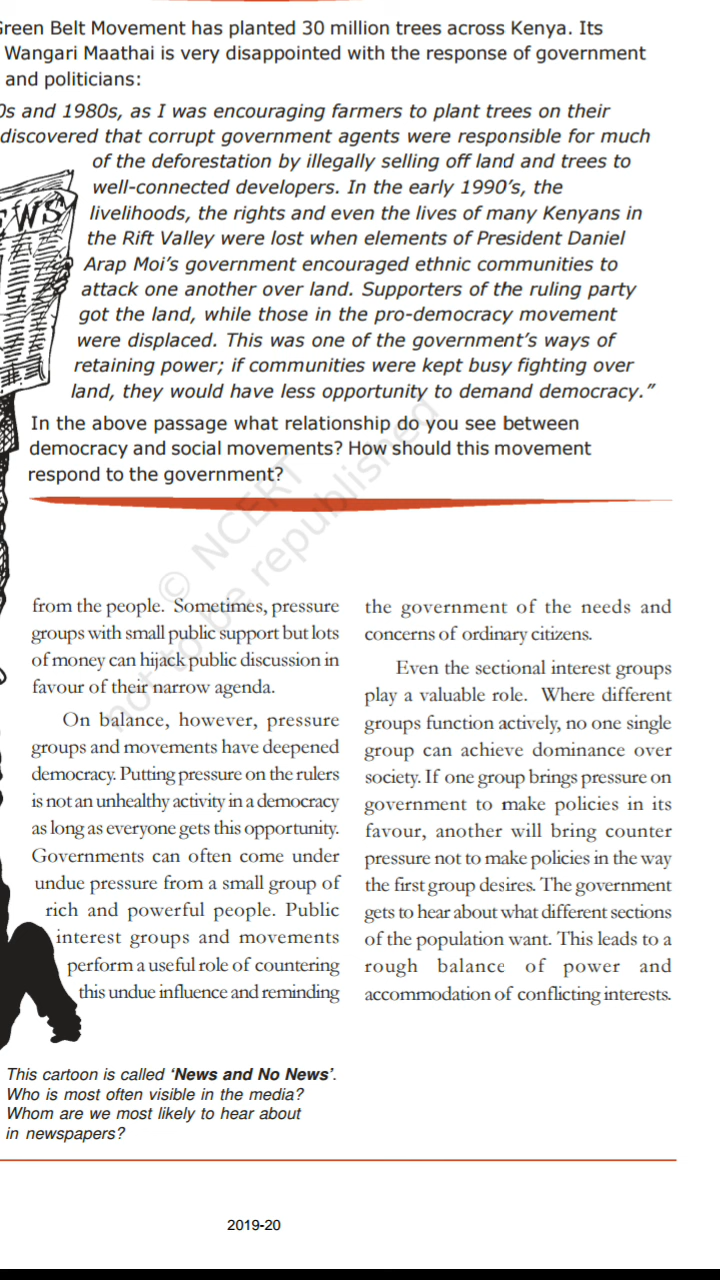 Green Belt Movement has planted 30 million trees across Kenya. Its
Wangari Maathai is very disappointed with the response of government
and politicians:
0s and 1980s, as I was encouraging farmers to plant trees on their
discovered that corrupt government agents were responsible for much
of the deforestation by illegally selling off land and trees to
well-connected developers. In the early 1990’s, the
livelihoods, the rights and even the lives of many Kenyans in
the Rift Valley were lost when elements of President Daniel
Arap Moi’s government encouraged ethnic communities to
attack one another over land. Supporters of the ruling party
got the land, while those in the pro-democracy movement
were displaced. This was one of the government’s ways of
retaining power; if communities were kept busy fighting over
land, they would have less opportunity to demand democracy.”
In the above passage what relationship do you see between
democracy and social movements? How should this movement
respond to the government?
EWS
© NCERT
not to be republished
from the people. Sometimes, pressure
groups with small public support but lots
of money can hijack public discussion in
favour of their narrow agenda.
On balance, however, pressure
groups and movements have deepened
democracy. Putting pressure on the rulers
is not an unhealthy activity in a democracy
as long as everyone gets this opportunity.
Governments can often come under
undue pressure from a small group of
rich and powerful people. Public
interest groups and movements
perform a useful role of countering
this undue influence and reminding
the government of the needs and
concerns of ordinary citizens.
Even the sectional interest groups
play a valuable role. Where different
groups function actively, no one single
group can achieve dominance over
society. If one group brings pressure on
government to make policies in its
favour, another will bring counter
pressure not to make policies in the way
the first group desires. The government
gets to hear about what different sections
of the population want. This leads to a
rough balance of power and
accommodation of conflicting interests.
This cartoon is called ‘News and No News’.
Who is most often visible in the media?
Whom are we most likely to hear about
in newspapers?
2019-20